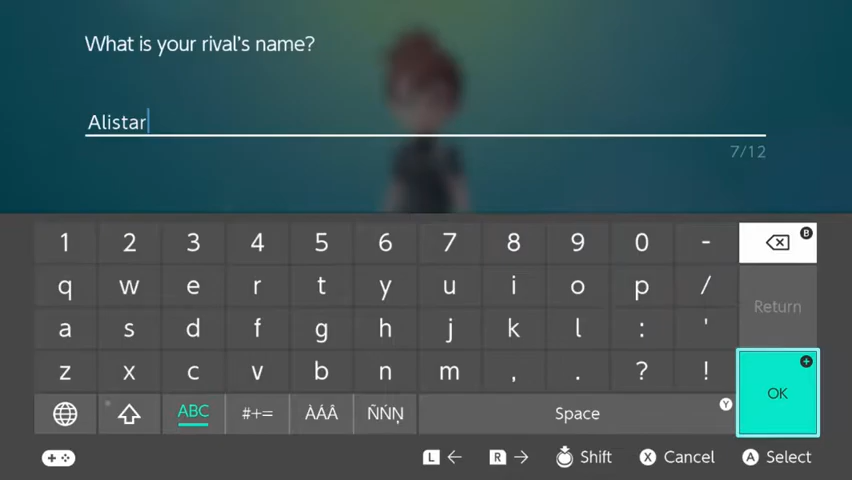 What is your rival's name?
Alistar
7/12
1 2 3 4 5 6 7 8 9 0 - B
q w e r t y u i o p / Return
a s d f g h j k l : '
z x c v b n m , . ? ! OK
ABC #+= ÀÁÂ ÑŃŅ Space Y
L ← R → Shift X Cancel A Select